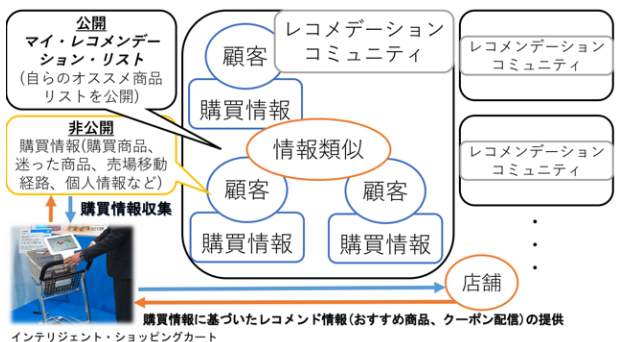 公開
マイ・レコメンデー
ション・リスト
(自らのオススメ商品
リストを公開)
非公開
購買情報(購買商品、
迷った商品、売場移動
経路、個人情報など)
購買情報収集
インテリジェント・ショッピングカート
レコメデーション
コミュニティ
顧客
購買情報
情報類似
顧客
購買情報
顧客
購買情報
レコメンデーション
コミュニティ
レコメンデーション
コミュニティ
・
・
・
店舗
購買情報に基づいたレコメンド情報(おすすめ商品、クーポン配信)の提供